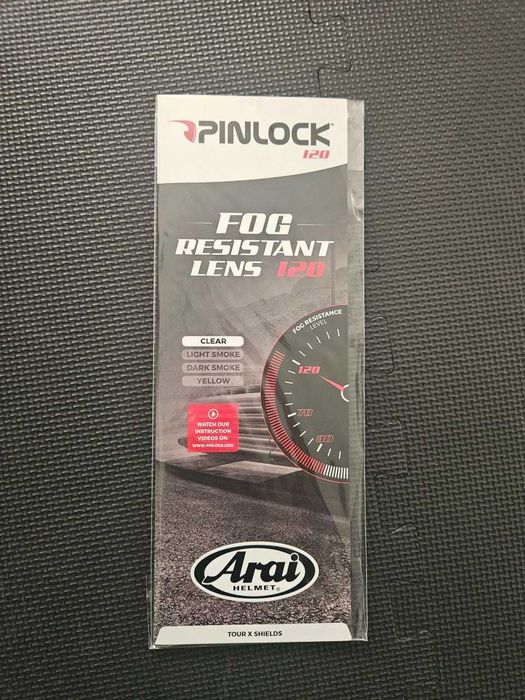 PINLOCK®
120
FOG
RESISTANT
LENS 120
FOG RESISTANCE
LEVEL
CLEAR
LIGHT SMOKE
DARK SMOKE
YELLOW
120
70
30
WATCH OUR
INSTRUCTION
VIDEOS ON:
WWW.PINLOCK.COM
Arai
HELMET®
TOUR X SHIELDS